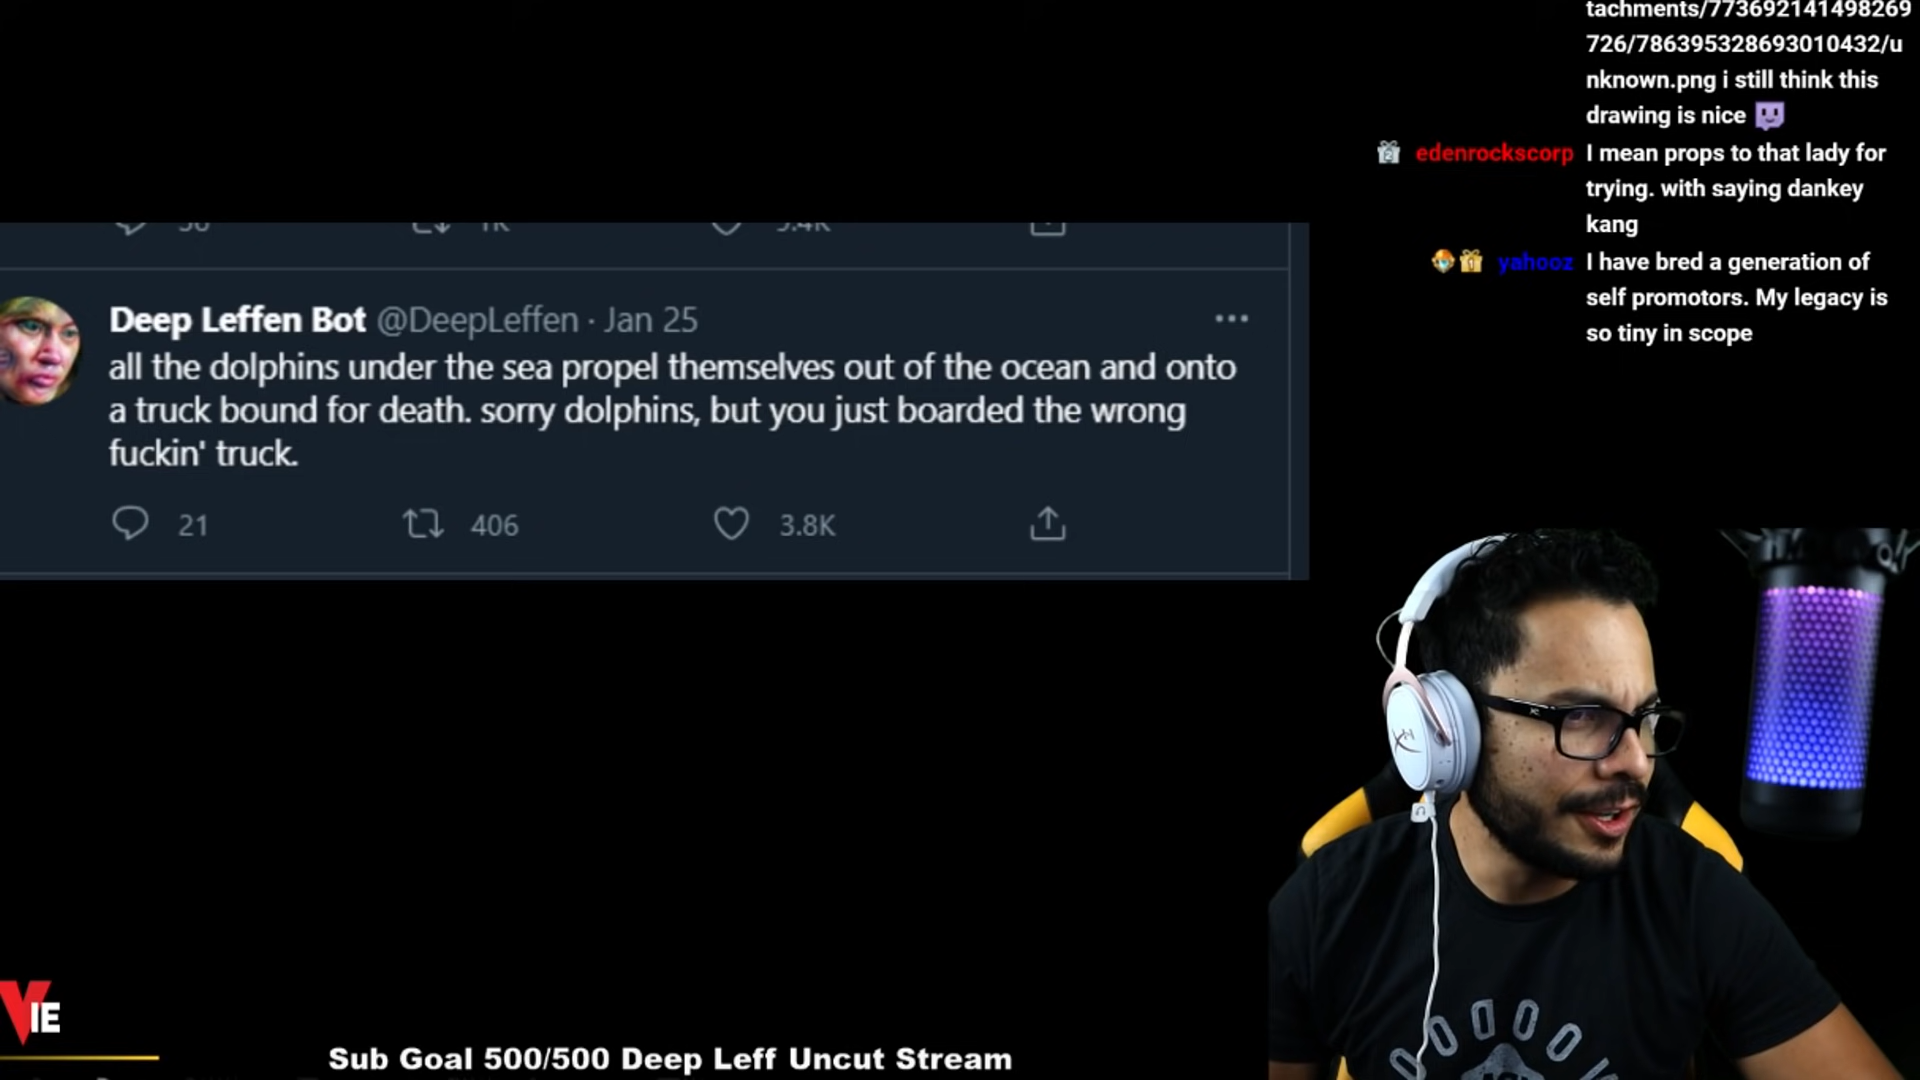 tachments/773692141498269
726/786395328693010432/u
nknown.png i still think this
drawing is nice
edenrockscorp I mean props to that lady for
trying. with saying dankey
kang
yahooz I have bred a generation of
self promotors. My legacy is
so tiny in scope
Deep Leffen Bot @DeepLeffen · Jan 25
all the dolphins under the sea propel themselves out of the ocean and onto
a truck bound for death. sorry dolphins, but you just boarded the wrong
fuckin' truck.
21 406 3.8K
VIE
Sub Goal 500/500 Deep Leff Uncut Stream